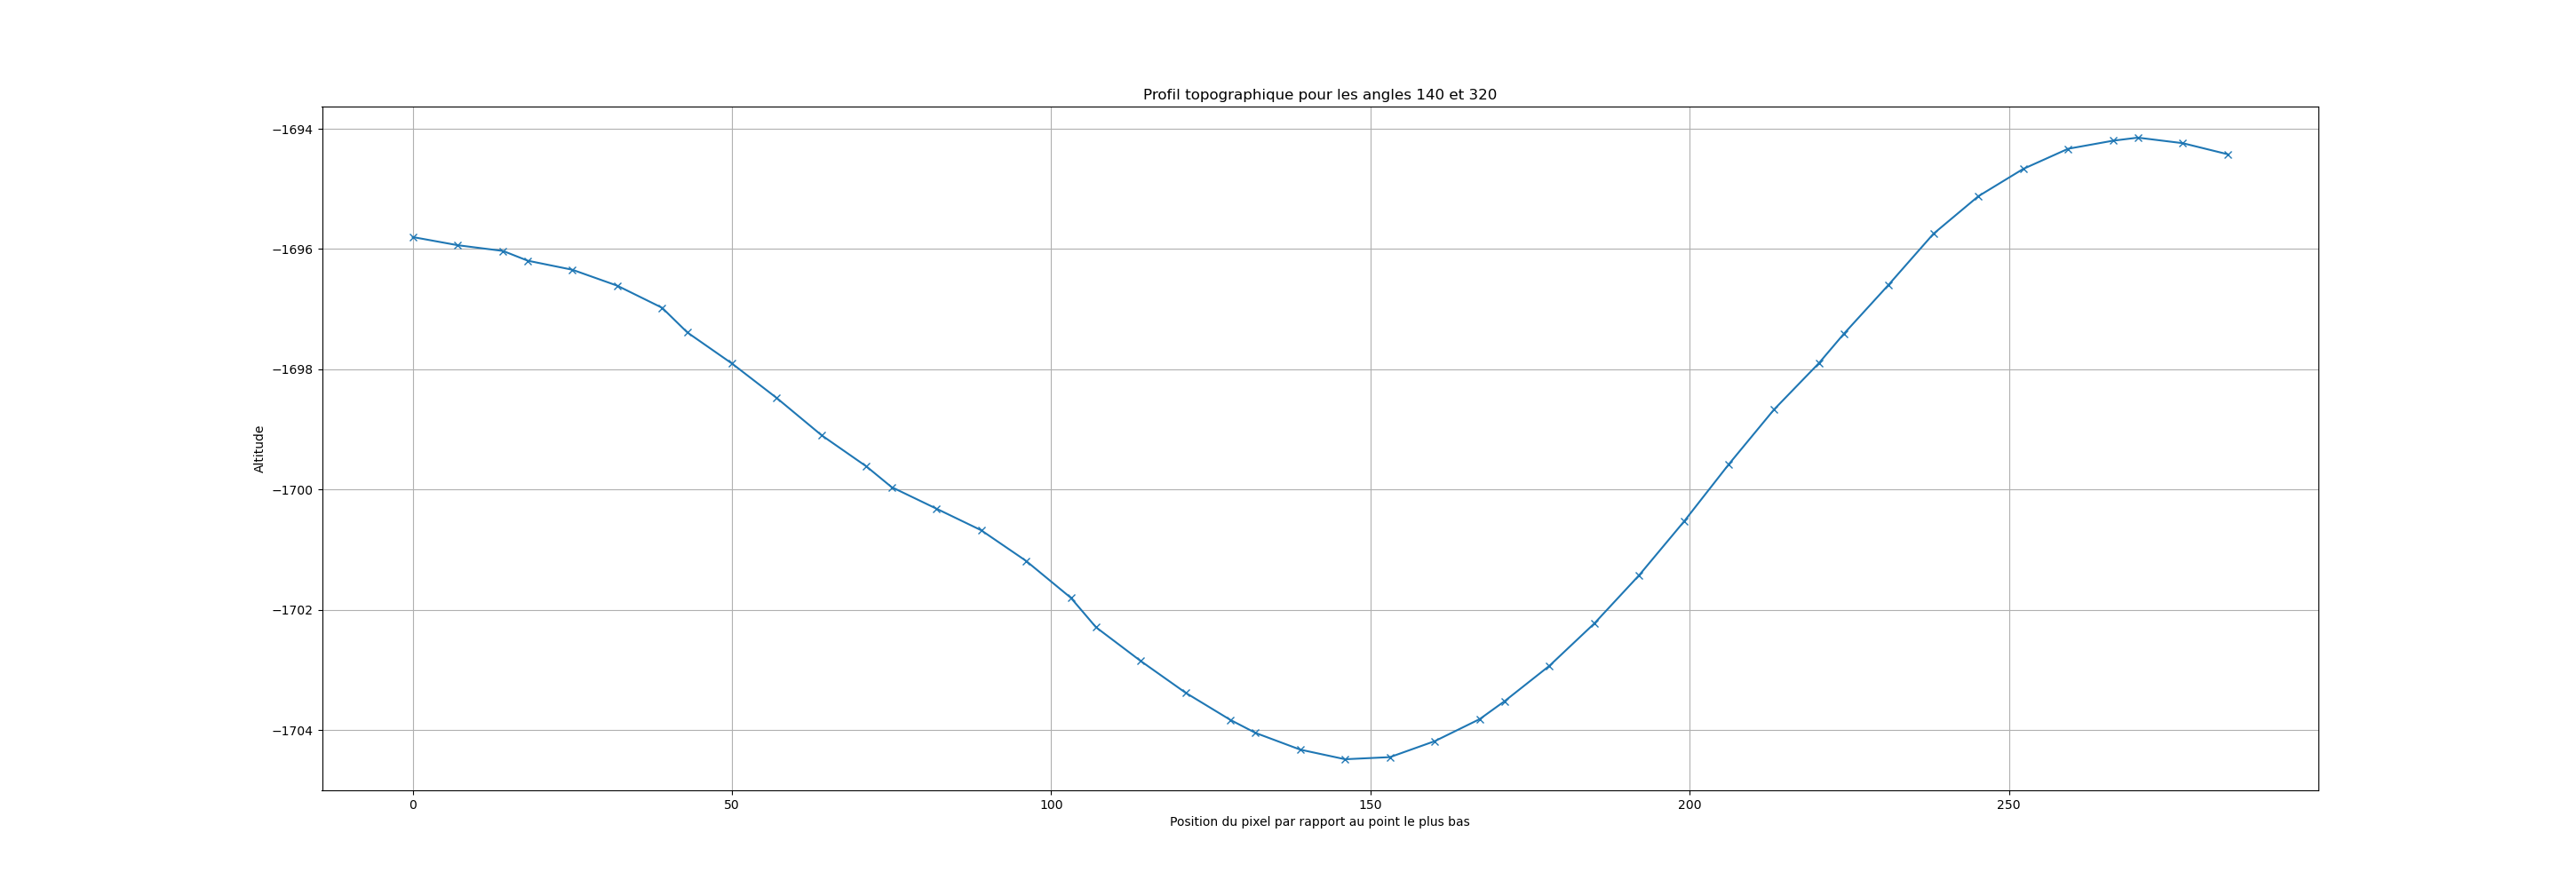 Profil topographique pour les angles 140 et 320
−1694
−1696
−1698
−1700
−1702
−1704
Altitude
0 50 100 150 200 250
Position du pixel par rapport au point le plus bas